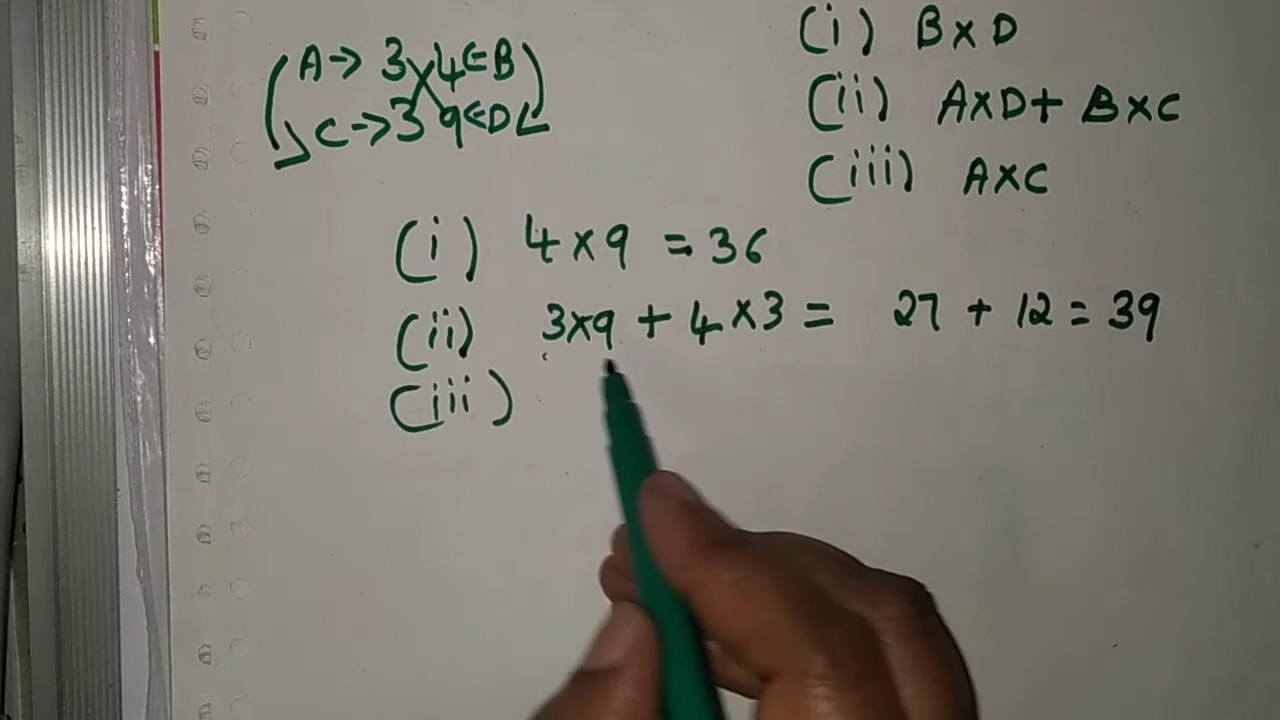 A→ 3 4←B
C→3 9←D
(i) B×D
(ii) A×D+ B×C
(iii) A×C
(i) 4×9 =36
(ii) 3×9 + 4×3 = 27 + 12 = 39
(iii)